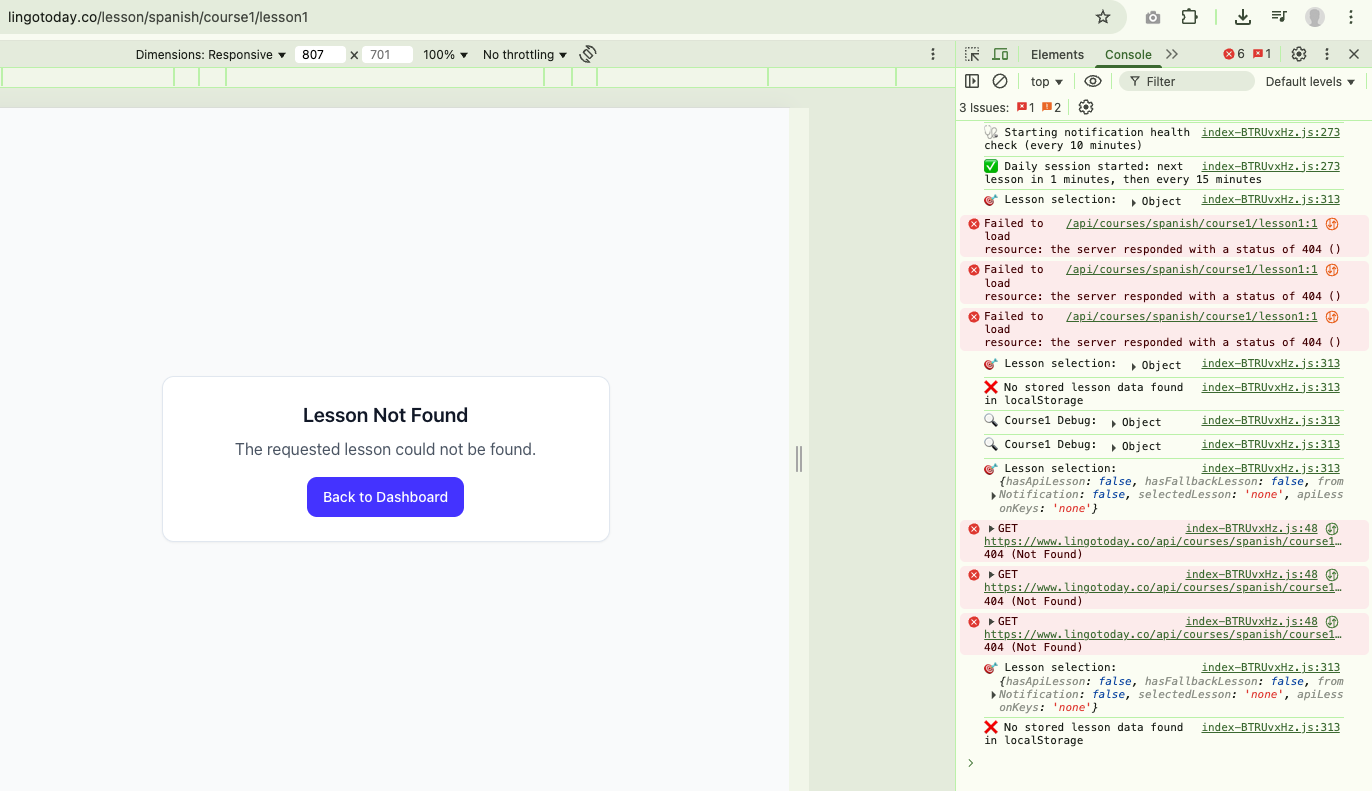 lingotoday.co/lesson/spanish/course1/lesson1
Dimensions: Responsive 807 x 701 100% No throttling
Elements Console 6 1
top Filter Default levels
3 Issues: 1 2
Starting notification health index-BTRUvxHz.js:273
check (every 10 minutes)
Daily session started: next index-BTRUvxHz.js:273
lesson in 1 minutes, then every 15 minutes
Lesson selection: Object index-BTRUvxHz.js:313
Failed to /api/courses/spanish/course1/lesson1:1
load
resource: the server responded with a status of 404 ()
Failed to /api/courses/spanish/course1/lesson1:1
load
resource: the server responded with a status of 404 ()
Failed to /api/courses/spanish/course1/lesson1:1
load
resource: the server responded with a status of 404 ()
Lesson selection: Object index-BTRUvxHz.js:313
No stored lesson data found index-BTRUvxHz.js:313
in localStorage
Course1 Debug: Object index-BTRUvxHz.js:313
Course1 Debug: Object index-BTRUvxHz.js:313
Lesson selection: index-BTRUvxHz.js:313
{hasApiLesson: false, hasFallbackLesson: false, from
Notification: false, selectedLesson: 'none', apiLess
onKeys: 'none'}
GET index-BTRUvxHz.js:48
https://www.lingotoday.co/api/courses/spanish/course1…
404 (Not Found)
GET index-BTRUvxHz.js:48
https://www.lingotoday.co/api/courses/spanish/course1…
404 (Not Found)
GET index-BTRUvxHz.js:48
https://www.lingotoday.co/api/courses/spanish/course1…
404 (Not Found)
Lesson selection: index-BTRUvxHz.js:313
{hasApiLesson: false, hasFallbackLesson: false, from
Notification: false, selectedLesson: 'none', apiLess
onKeys: 'none'}
No stored lesson data found index-BTRUvxHz.js:313
in localStorage
Lesson Not Found
The requested lesson could not be found.
Back to Dashboard